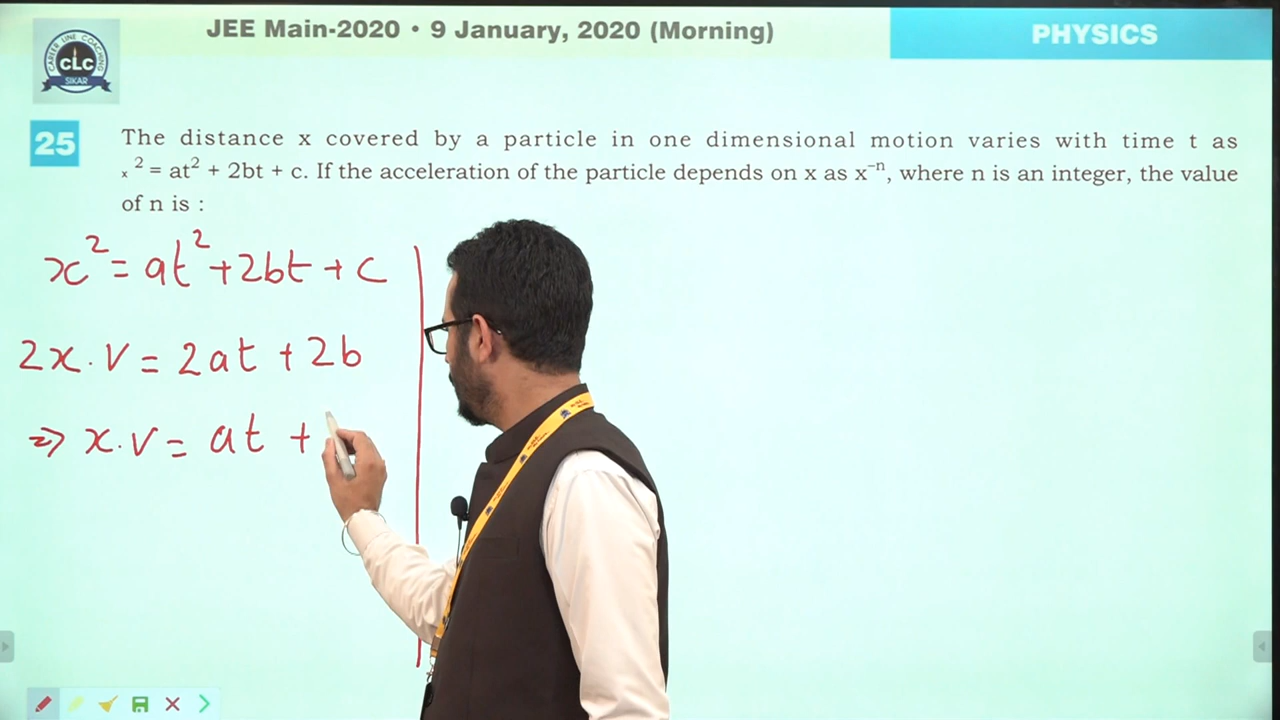 JEE Main-2020 • 9 January, 2020 (Morning)
PHYSICS
CAREER LINE COACHING
CLC
SIKAR
25
The distance x covered by a particle in one dimensional motion varies with time t as
x² = at² + 2bt + c. If the acceleration of the particle depends on x as x⁻ⁿ, where n is an integer, the value
of n is :
x² = at² + 2bt + c
2x.v = 2at + 2b
⇒ x.v = at +